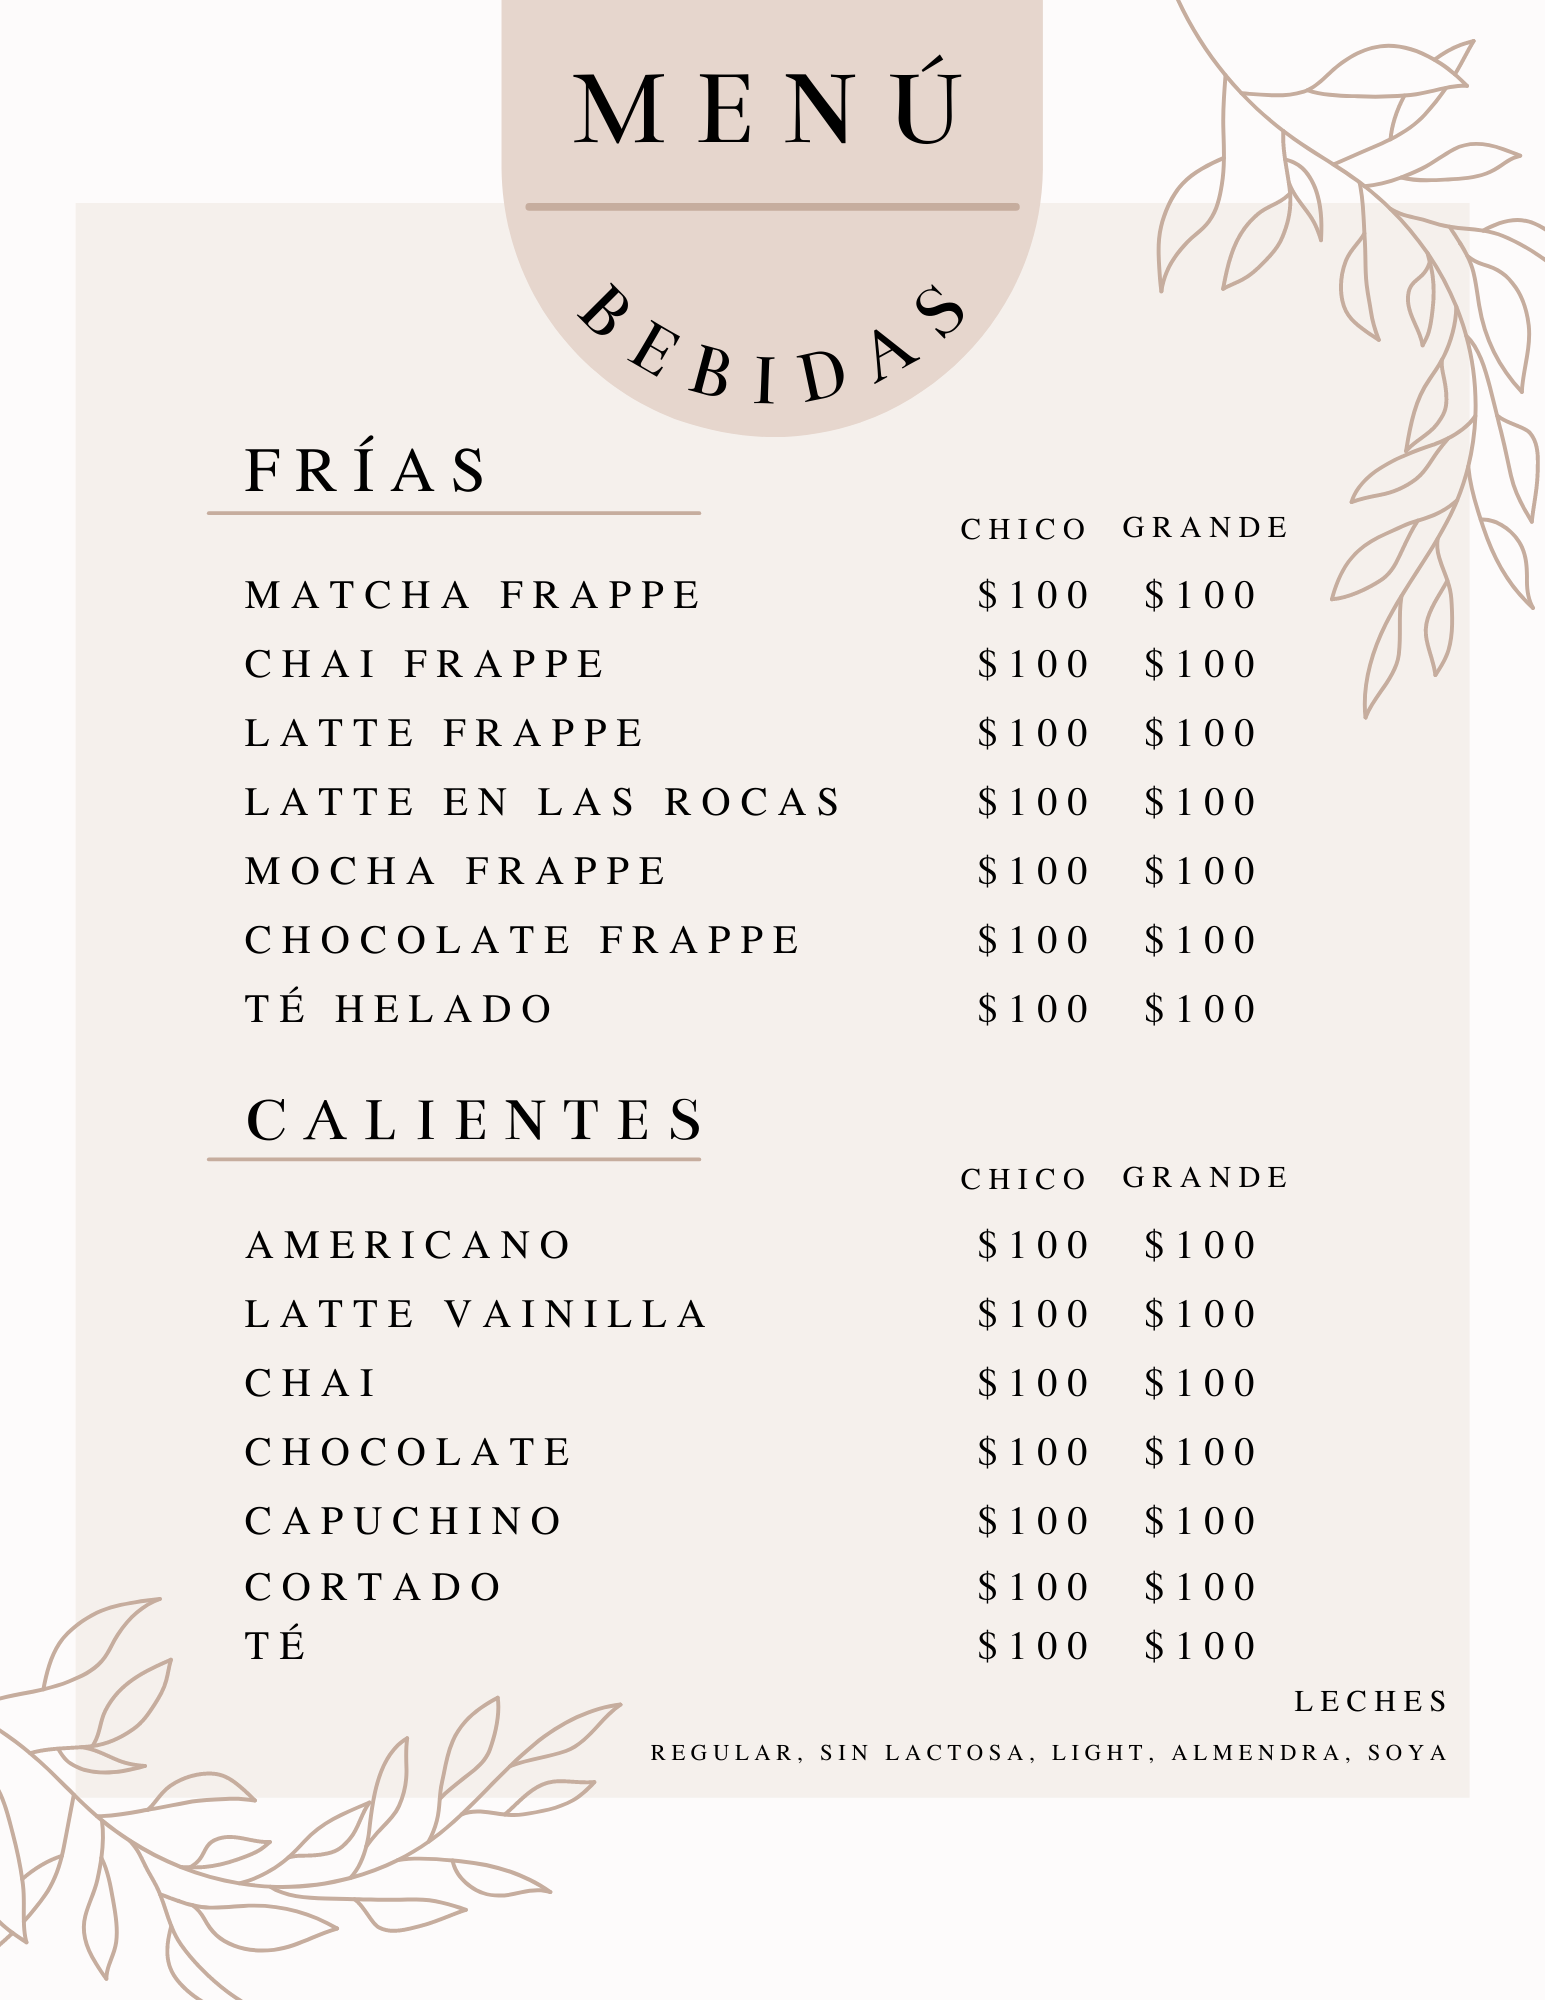 MENÚ
BEBIDAS
FRÍAS
CHICO GRANDE
MATCHA FRAPPE $100 $100
CHAI FRAPPE $100 $100
LATTE FRAPPE $100 $100
LATTE EN LAS ROCAS $100 $100
MOCHA FRAPPE $100 $100
CHOCOLATE FRAPPE $100 $100
TÉ HELADO $100 $100
CALIENTES
CHICO GRANDE
AMERICANO $100 $100
LATTE VAINILLA $100 $100
CHAI $100 $100
CHOCOLATE $100 $100
CAPUCHINO $100 $100
CORTADO $100 $100
TÉ $100 $100
LECHES
REGULAR, SIN LACTOSA, LIGHT, ALMENDRA, SOYA